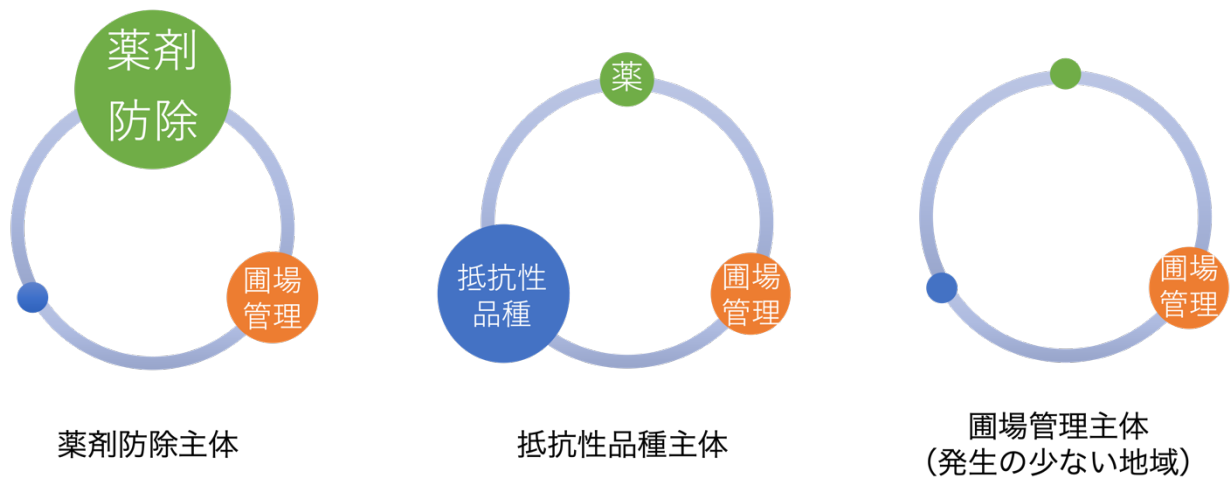 薬剤
防除
圃場
管理
薬剤防除主体
薬
抵抗性
品種
圃場
管理
抵抗性品種主体
圃場
管理
圃場管理主体
（発生の少ない地域）